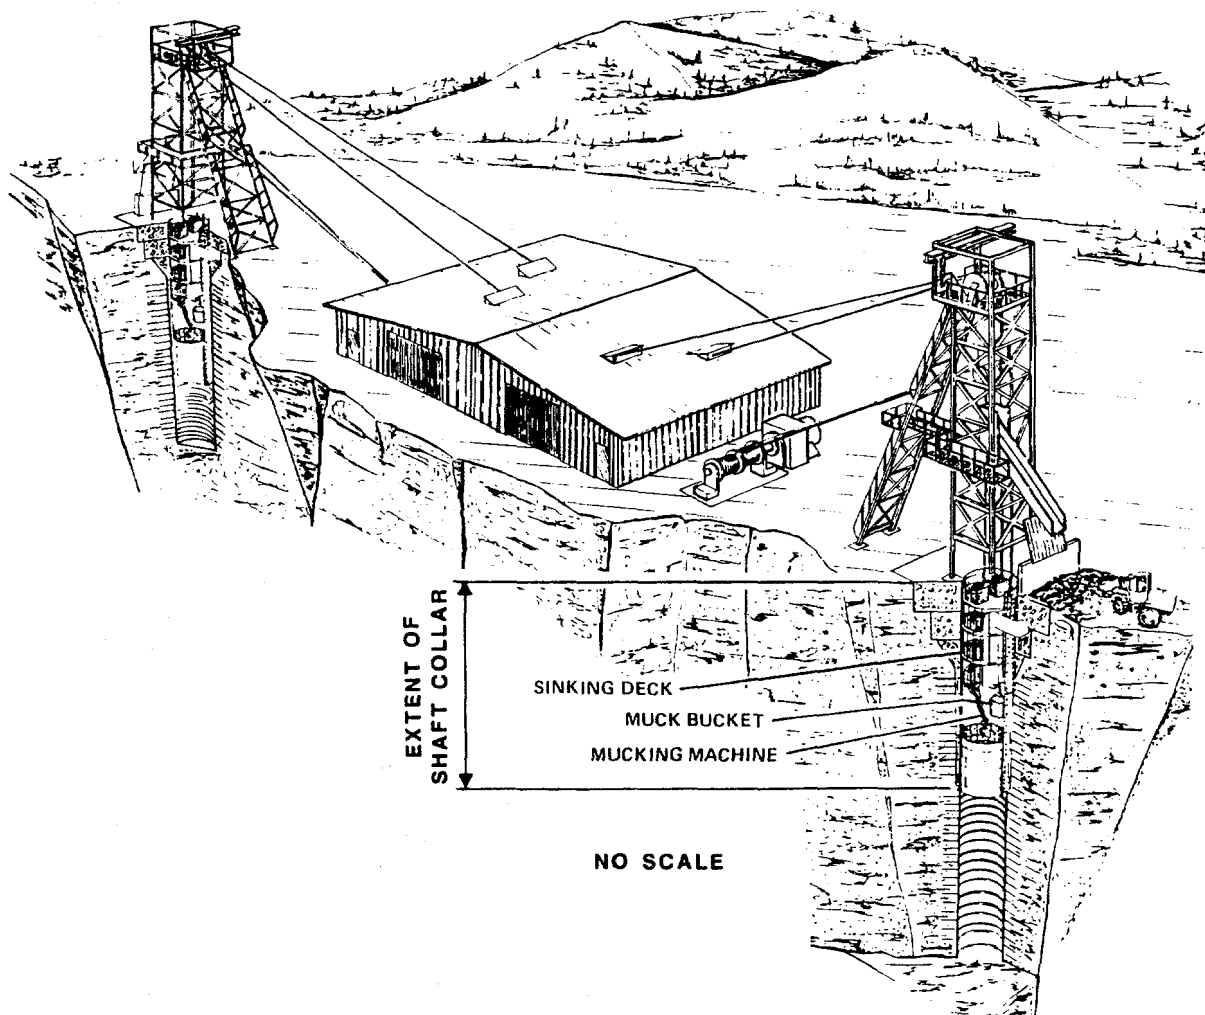 EXTENT OF
SHAFT COLLAR
SINKING DECK
MUCK BUCKET
MUCKING MACHINE
NO SCALE